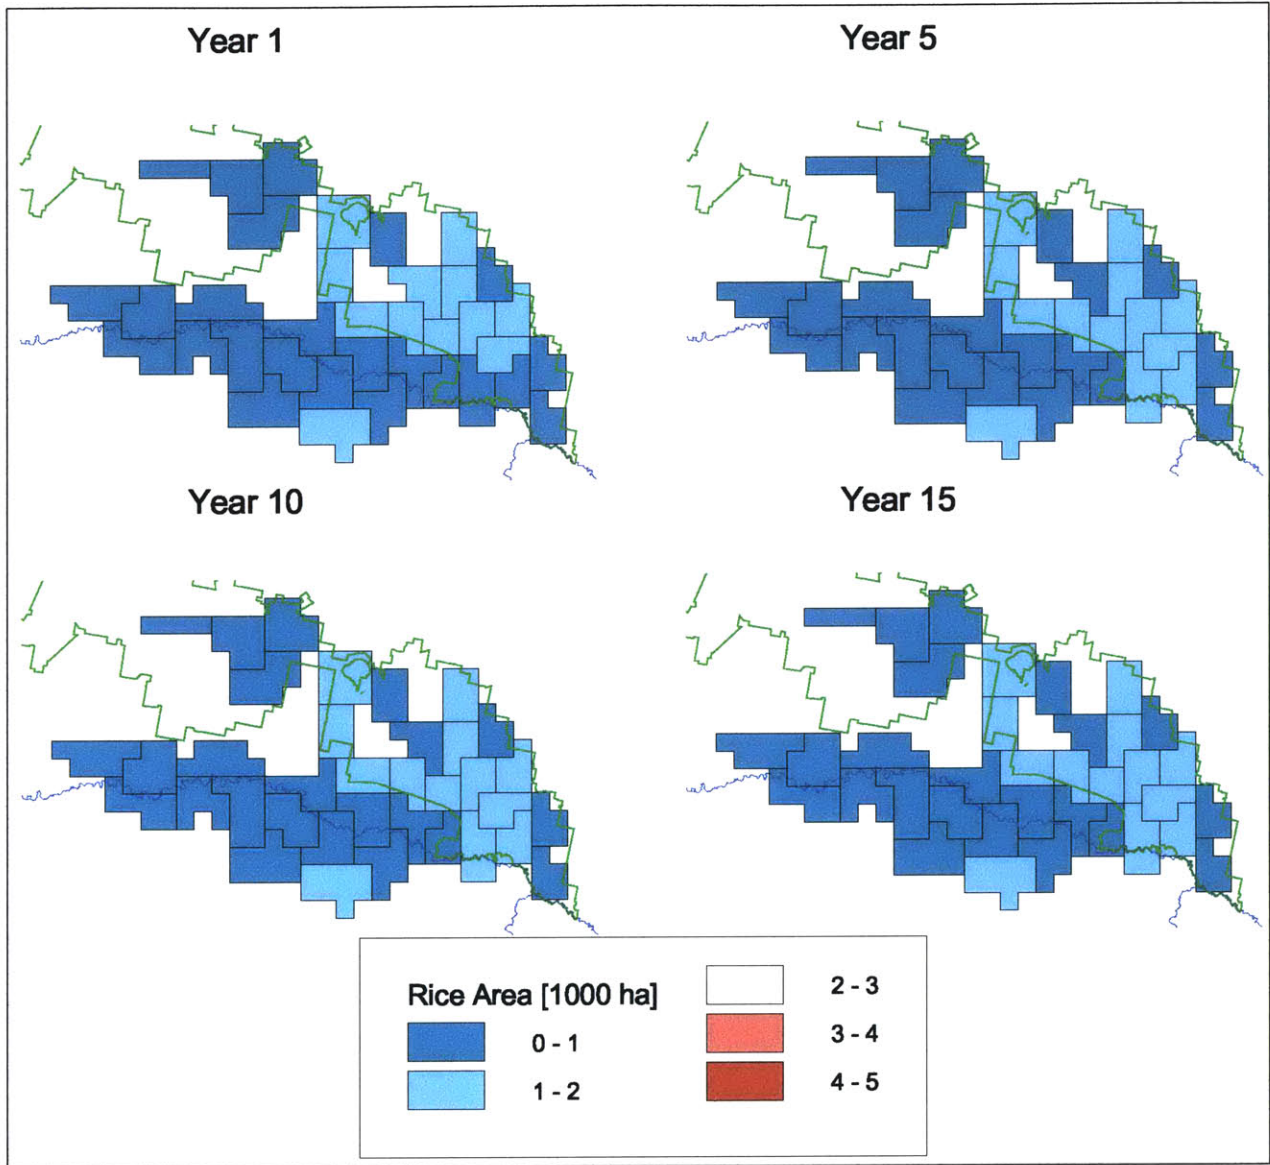 Year 1
Year 5
Year 10
Year 15
Rice Area [1000 ha]
0 - 1
1 - 2
2 - 3
3 - 4
4 - 5